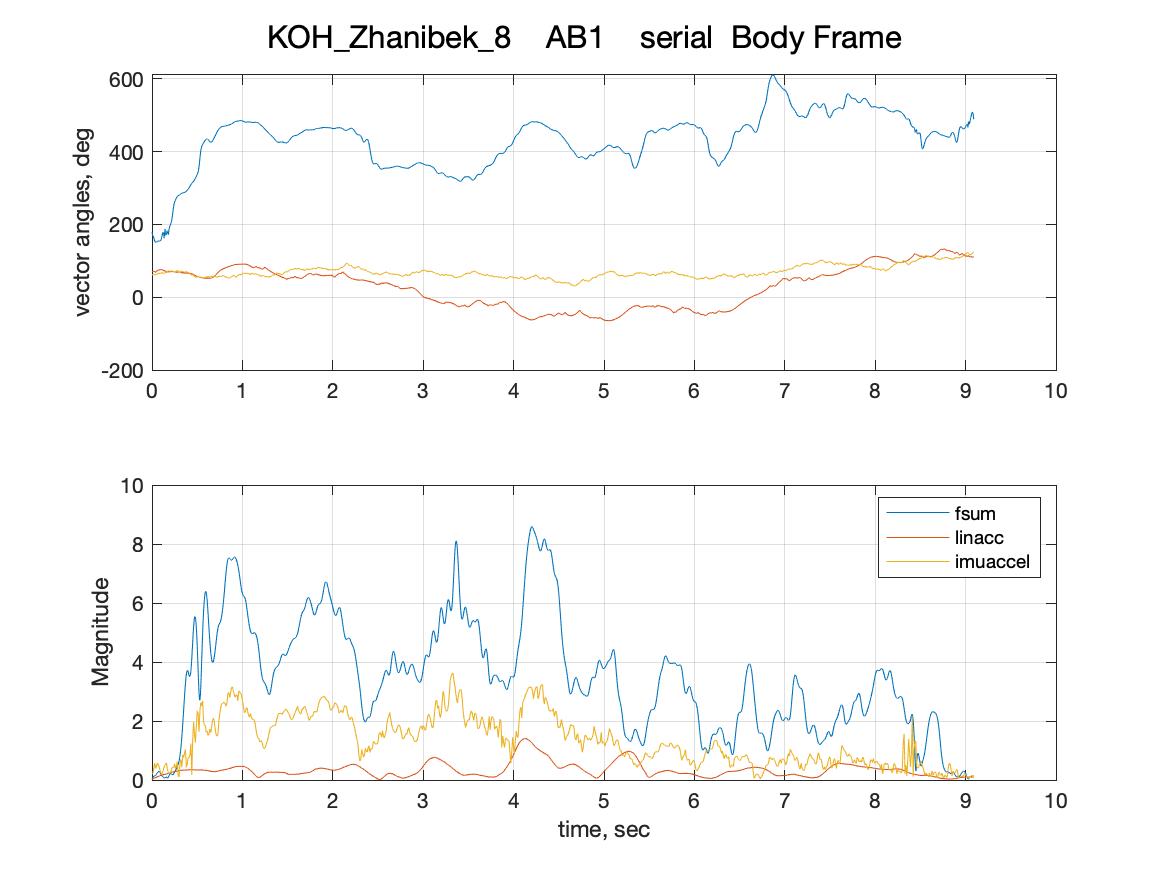 KOH_Zhanibek_8 AB1 serial Body Frame
600
400
200
0
-200
vector angles, deg
0 1 2 3 4 5 6 7 8 9 10
10
8
6
4
2
0
Magnitude
fsum
linacc
imuaccel
0 1 2 3 4 5 6 7 8 9 10
time, sec